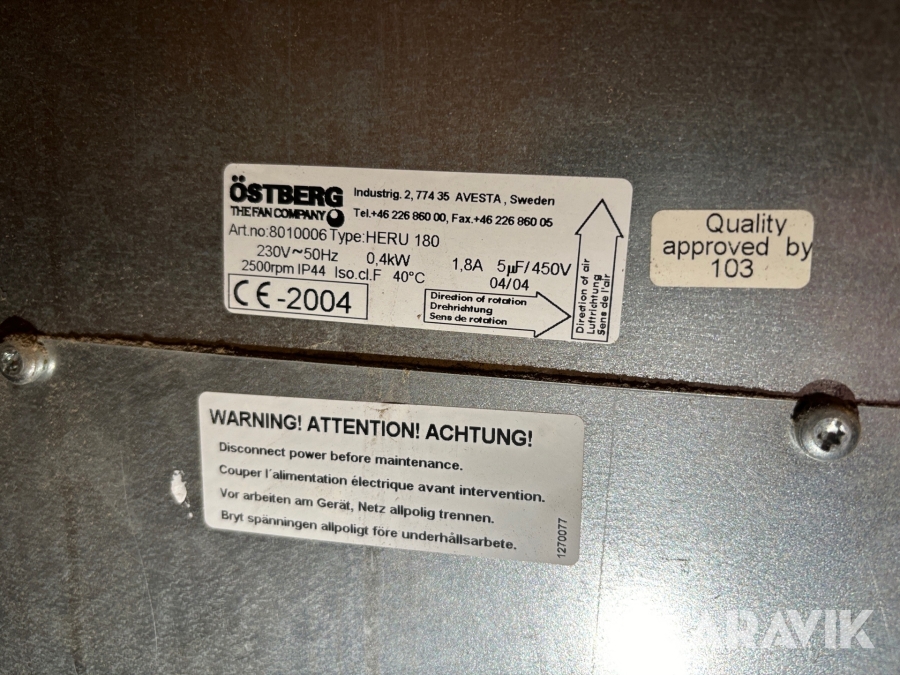 ÖSTBERG
THE FAN COMPANY
Industrig. 2, 774 35 AVESTA , Sweden
Tel.+46 226 860 00, Fax.+46 226 860 05
Art.no:8010006 Type:HERU 180
230V~50Hz 0,4kW 1,8A 5µF/450V
2500rpm IP44 Iso.cl.F 40°C 04/04
CE-2004
Direction of rotation
Drehrichtung
Sens de rotation
Direction of air
Luftrichtung
Sens de l'air
Quality
approved by
103
WARNING! ATTENTION! ACHTUNG!
Disconnect power before maintenance.
Couper l´alimentation électrique avant intervention.
Vor arbeiten am Gerät, Netz allpolig trennen.
Bryt spänningen allpoligt före underhållsarbete.
1270077